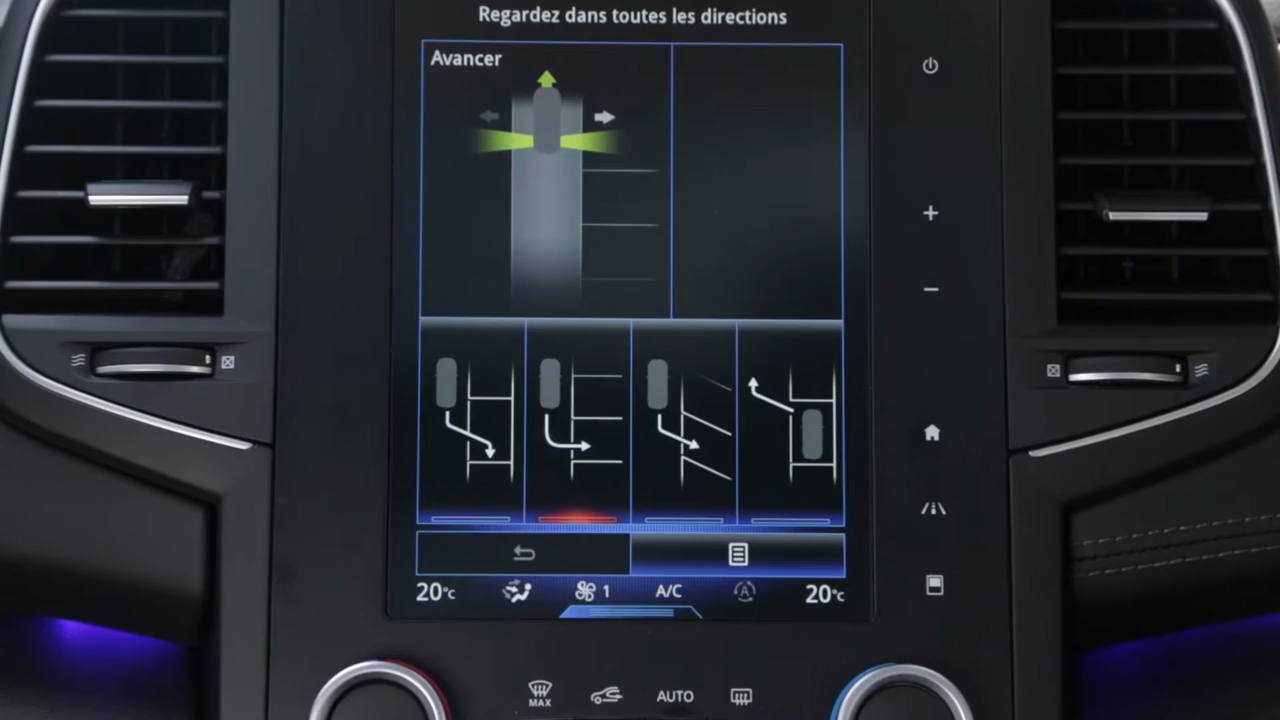 Regardez dans toutes les directions
Avancer
20°C
1
A/C
A
20°C
MAX
AUTO